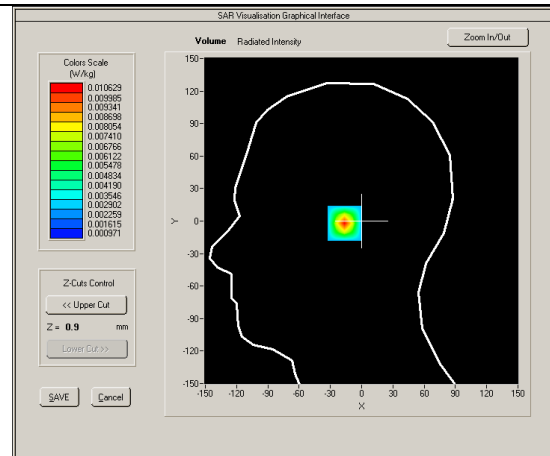 SAR Visualisation Graphical Interface
Volume Radiated Intensity
Zoom In/Out
Colors Scale
(W/kg)
0.010629
0.009985
0.009341
0.008698
0.008054
0.007410
0.006766
0.006122
0.005478
0.004834
0.004190
0.003546
0.002902
0.002259
0.001615
0.000971
Z-Cuts Control
<< Upper Cut
Z = 0.9 mm
Lower Cut >>
SAVE Cancel
150
120
90
60
30
0
-30
-60
-90
-120
-150
Y
-150 -120 -90 -60 -30 0 30 60 90 120 150
X